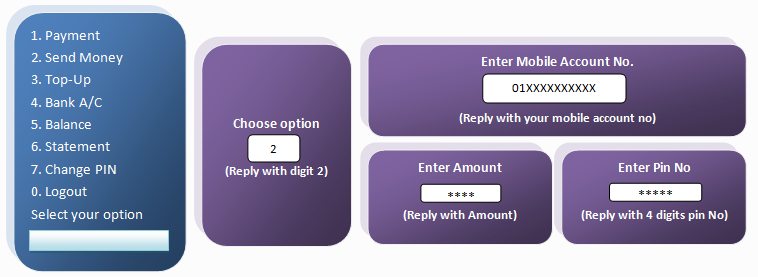 1. Payment
2. Send Money
3. Top-Up
4. Bank A/C
5. Balance
6. Statement
7. Change PIN
0. Logout
Select your option
Choose option
2
(Reply with digit 2)
Enter Mobile Account No.
01XXXXXXXXXX
(Reply with your mobile account no)
Enter Amount
****
(Reply with Amount)
Enter Pin No
*****
(Reply with 4 digits pin No)